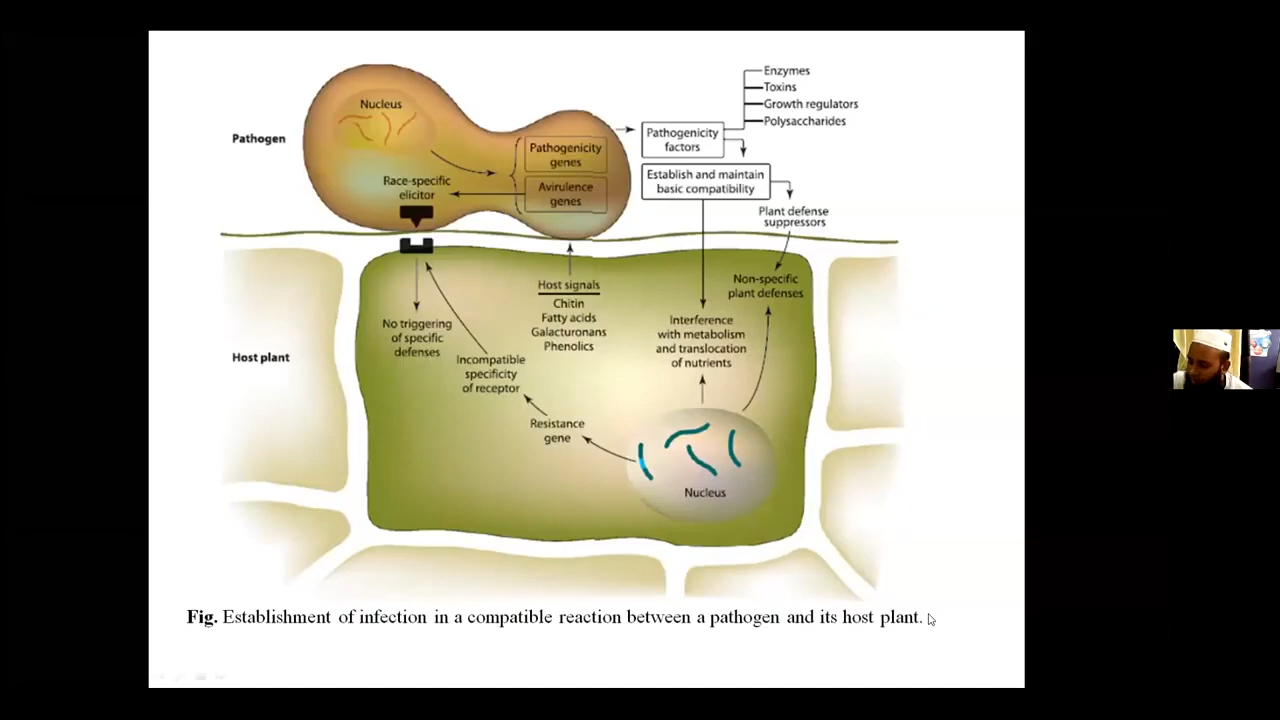 Enzymes
Toxins
Growth regulators
Polysaccharides
Nucleus
Pathogen
Pathogenicity
genes
Pathogenicity
factors
Race-specific
elicitor
Avirulence
genes
Establish and maintain
basic compatibility
Plant defense
suppressors
Host signals
Chitin
Fatty acids
Galacturonans
Phenolics
Non-specific
plant defenses
No triggering
of specific
defenses
Interference
with metabolism
and translocation
of nutrients
Host plant
Incompatible
specificity
of receptor
Resistance
gene
Nucleus
Fig. Establishment of infection in a compatible reaction between a pathogen and its host plant.